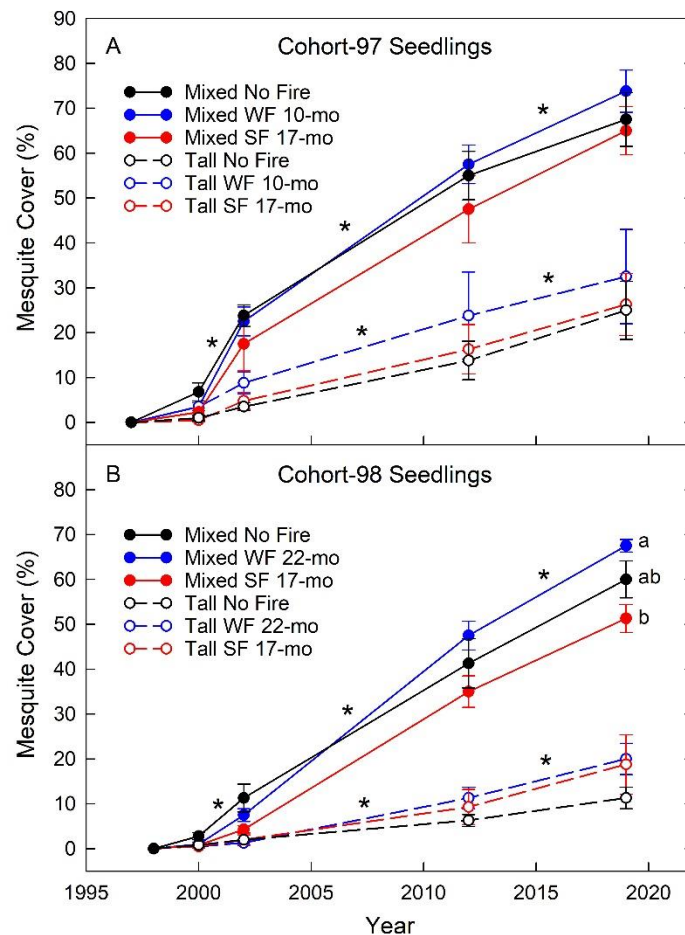 90
80
70
60
50
40
30
20
10
0
Mesquite Cover (%)
A
Cohort-97 Seedlings
Mixed No Fire
Mixed WF 10-mo
Mixed SF 17-mo
Tall No Fire
Tall WF 10-mo
Tall SF 17-mo
*
*
*
*
*
80
70
60
50
40
30
20
10
0
Mesquite Cover (%)
B
Cohort-98 Seedlings
Mixed No Fire
Mixed WF 22-mo
Mixed SF 17-mo
Tall No Fire
Tall WF 22-mo
Tall SF 17-mo
a
ab
b
*
*
*
*
*
1995 2000 2005 2010 2015 2020
Year